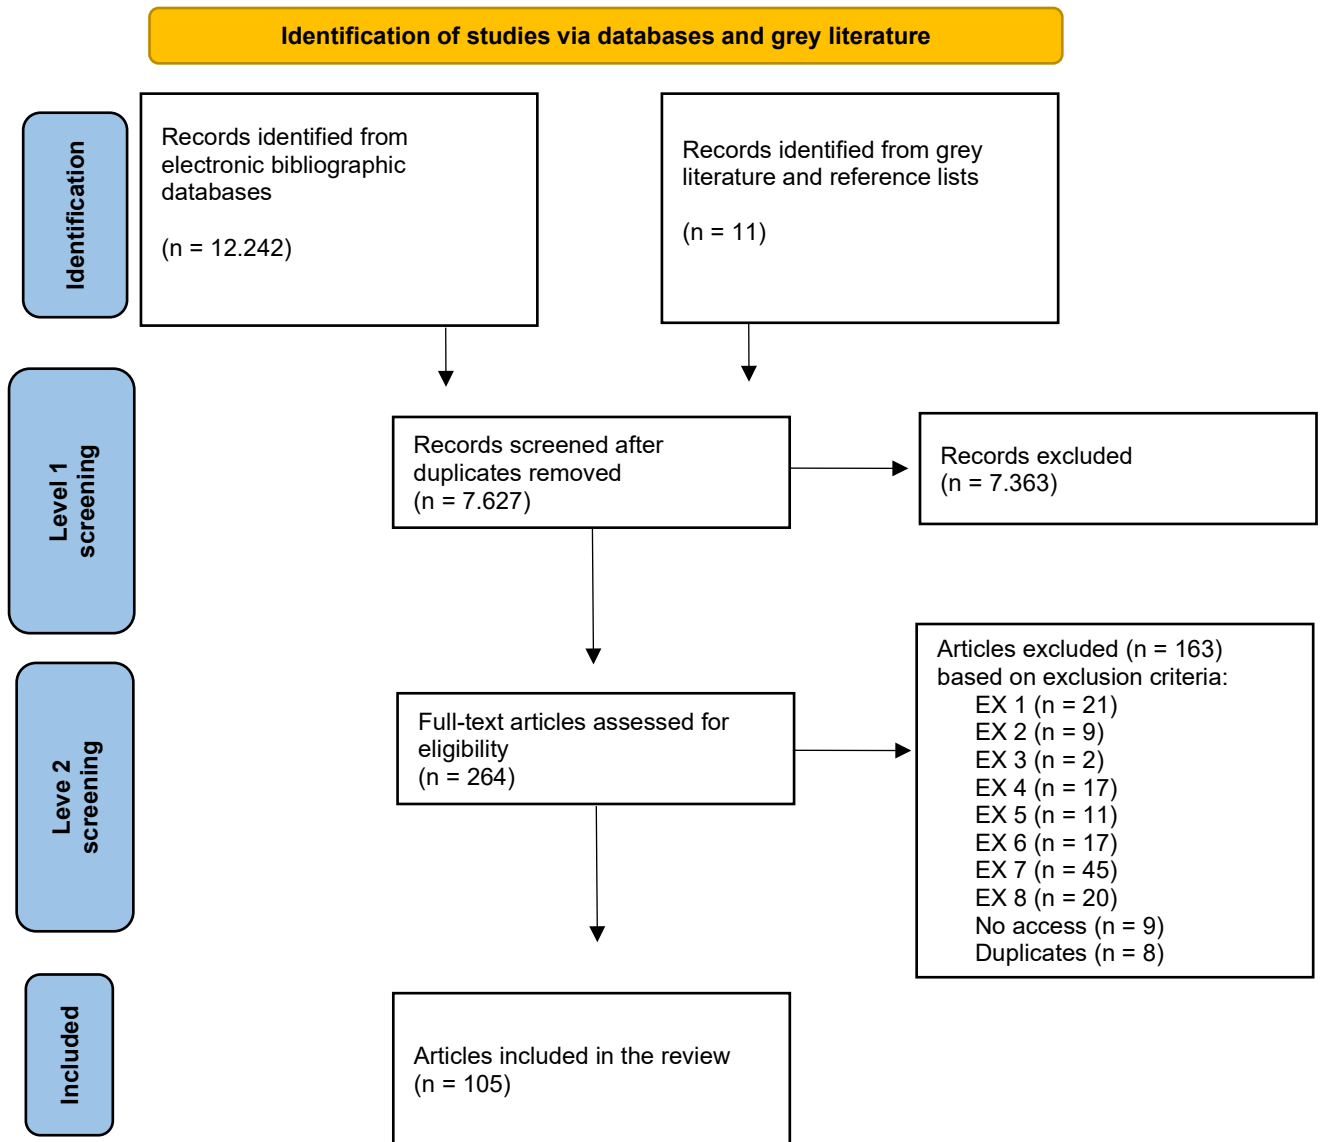 Identification of studies via databases and grey literature
Identification
Records identified from
electronic bibliographic
databases
(n = 12.242)
Records identified from grey
literature and reference lists
(n = 11)
Level 1
screening
Records screened after
duplicates removed
(n = 7.627)
Records excluded
(n = 7.363)
Leve 2
screening
Full-text articles assessed for
eligibility
(n = 264)
Articles excluded (n = 163)
based on exclusion criteria:
EX 1 (n = 21)
EX 2 (n = 9)
EX 3 (n = 2)
EX 4 (n = 17)
EX 5 (n = 11)
EX 6 (n = 17)
EX 7 (n = 45)
EX 8 (n = 20)
No access (n = 9)
Duplicates (n = 8)
Included
Articles included in the review
(n = 105)